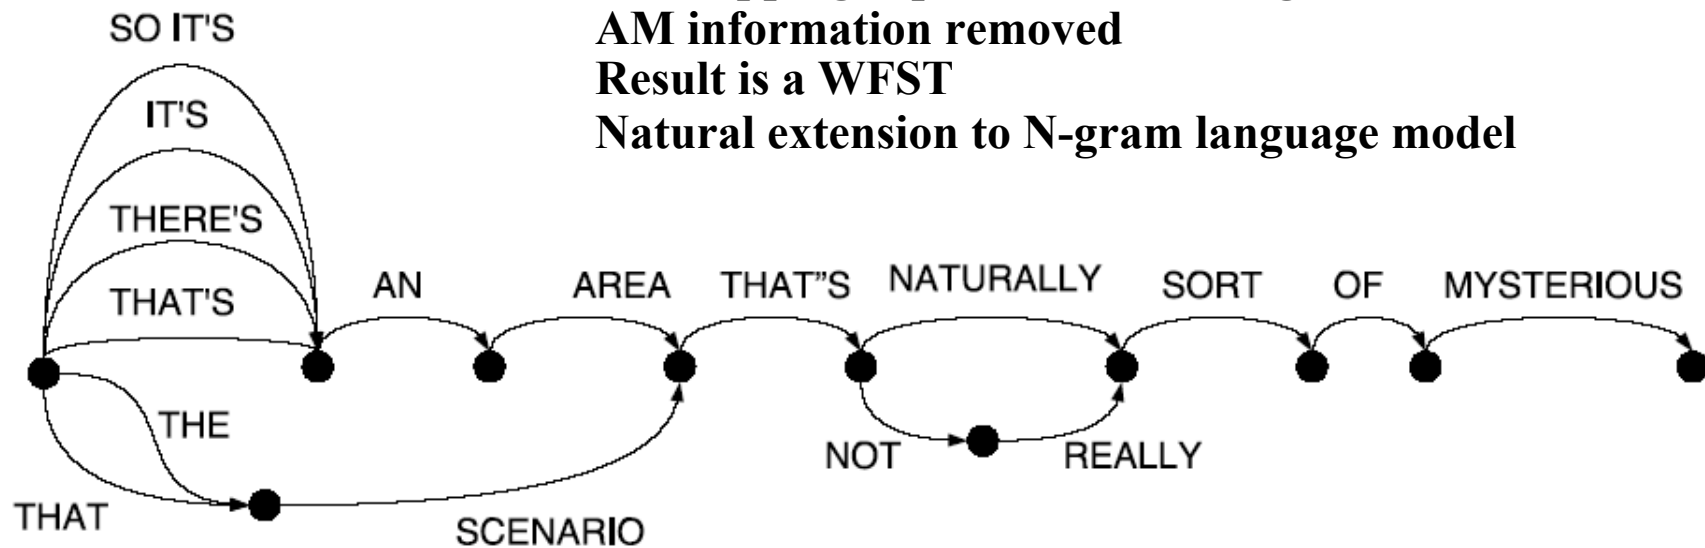 SO IT'S
AM information removed
Result is a WFST
IT'S
Natural extension to N-gram language model
THERE'S
THAT'S
AN
AREA
THAT"S
NATURALLY
SORT
OF
MYSTERIOUS
THE
NOT
REALLY
THAT
SCENARIO